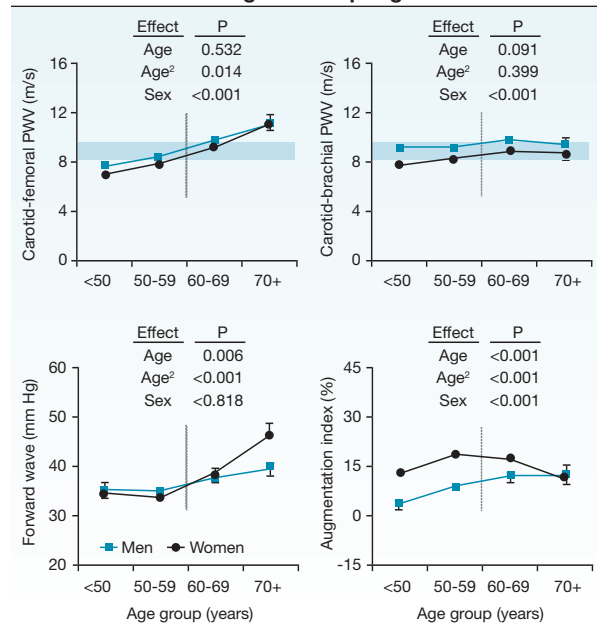 Effect P
Age 0.532
Age² 0.014
Sex <0.001
Carotid-femoral PWV (m/s)
16
12
8
4
0
<50 50-59 60-69 70+
Effect P
Age 0.091
Age² 0.399
Sex <0.001
Carotid-brachial PWV (m/s)
16
12
8
4
0
<50 50-59 60-69 70+
Effect P
Age 0.006
Age² <0.001
Sex <0.818
Forward wave (mm Hg)
60
50
40
30
20
Men Women
<50 50-59 60-69 70+
Age group (years)
Effect P
Age <0.001
Age² <0.001
Sex <0.001
Augmentation index (%)
45
30
15
0
-15
<50 50-59 60-69 70+
Age group (years)